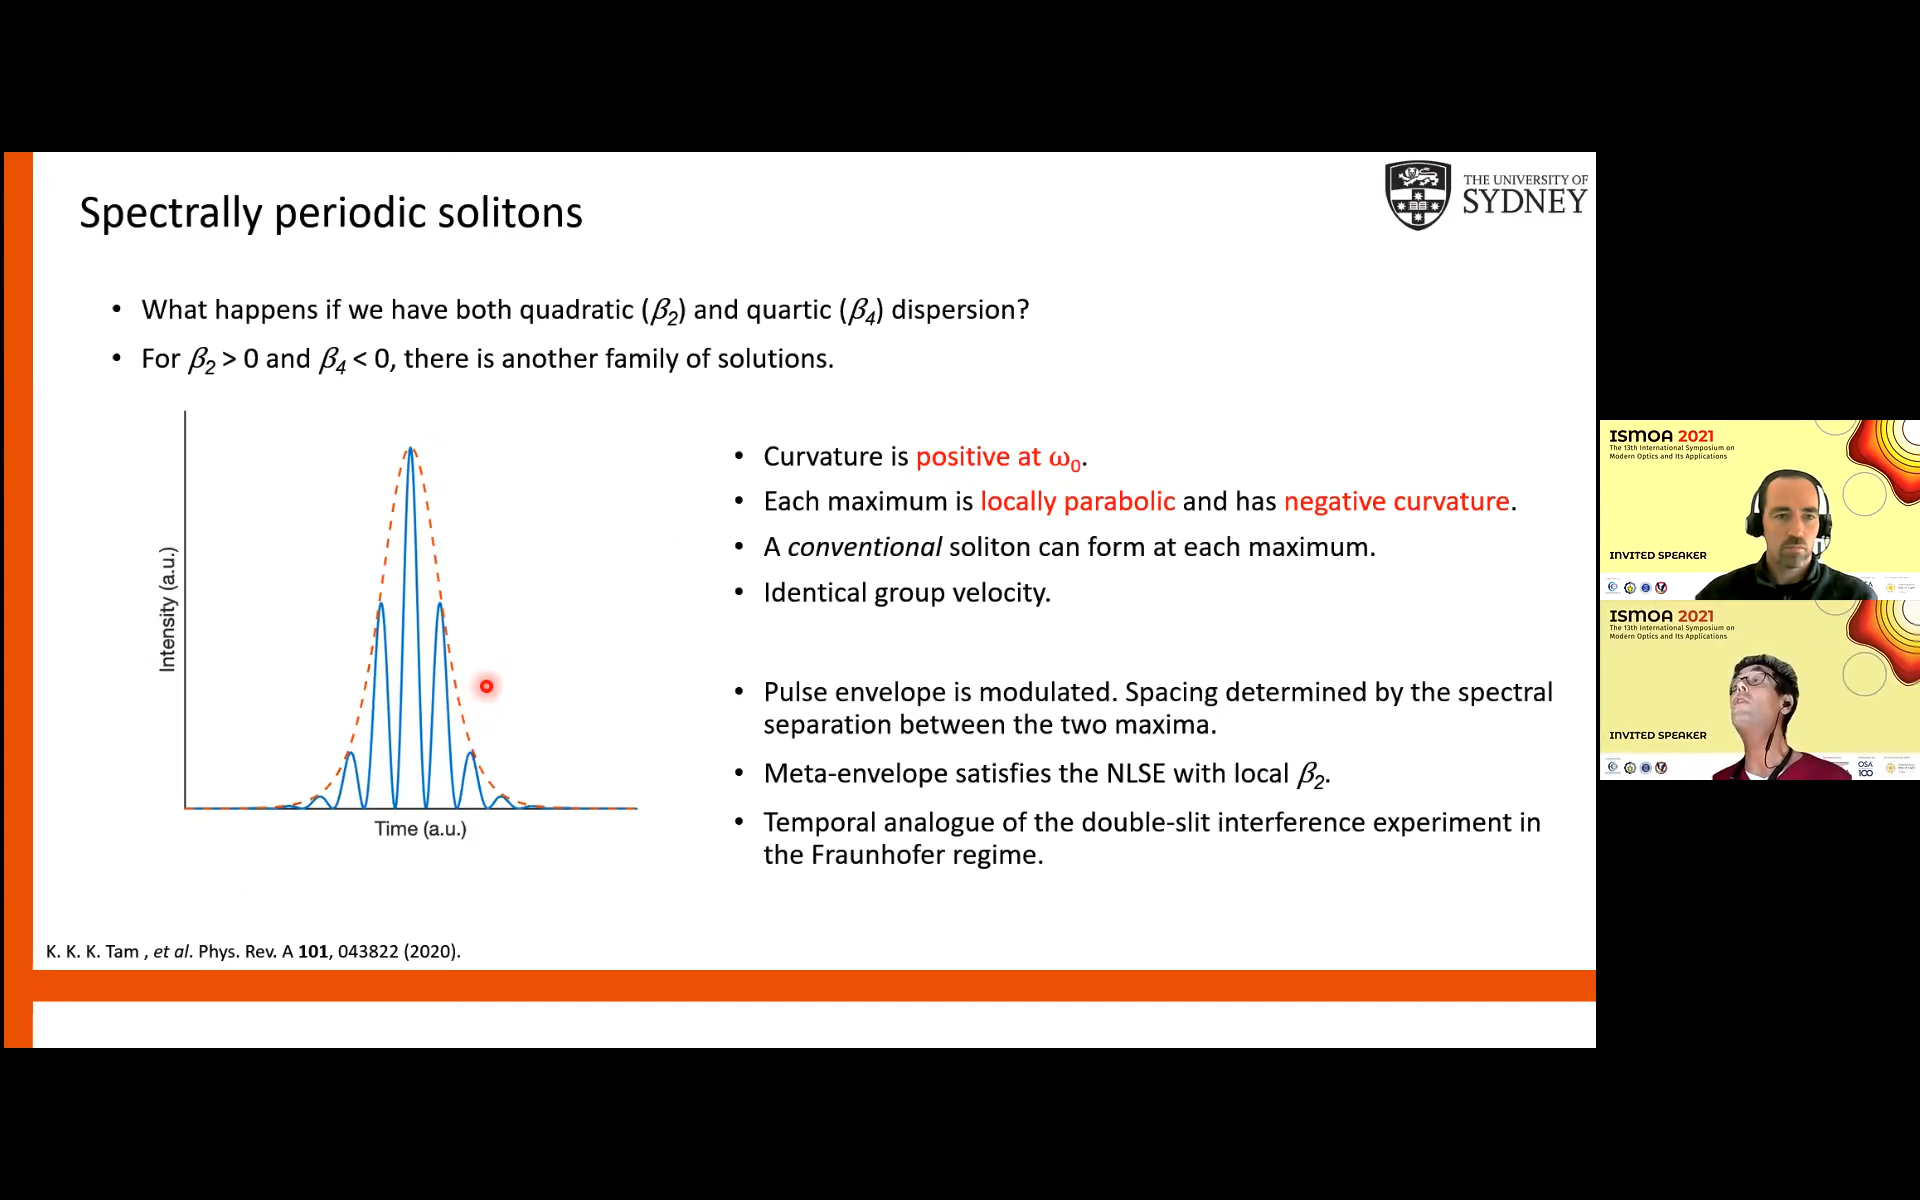 THE UNIVERSITY OF
SYDNEY
Spectrally periodic solitons
• What happens if we have both quadratic (β2) and quartic (β4) dispersion?
• For β2 > 0 and β4 < 0, there is another family of solutions.
Intensity (a.u.)
Time (a.u.)
• Curvature is positive at ω0.
• Each maximum is locally parabolic and has negative curvature.
• A conventional soliton can form at each maximum.
• Identical group velocity.
• Pulse envelope is modulated. Spacing determined by the spectral
separation between the two maxima.
• Meta-envelope satisfies the NLSE with local β2.
• Temporal analogue of the double-slit interference experiment in
the Fraunhofer regime.
K. K. K. Tam , et al. Phys. Rev. A 101, 043822 (2020).
ISMOA 2021
The 13th International Symposium on
Modern Optics and Its Applications
INVITED SPEAKER
ISMOA 2021
The 13th International Symposium on
Modern Optics and Its Applications
INVITED SPEAKER
OSA
100